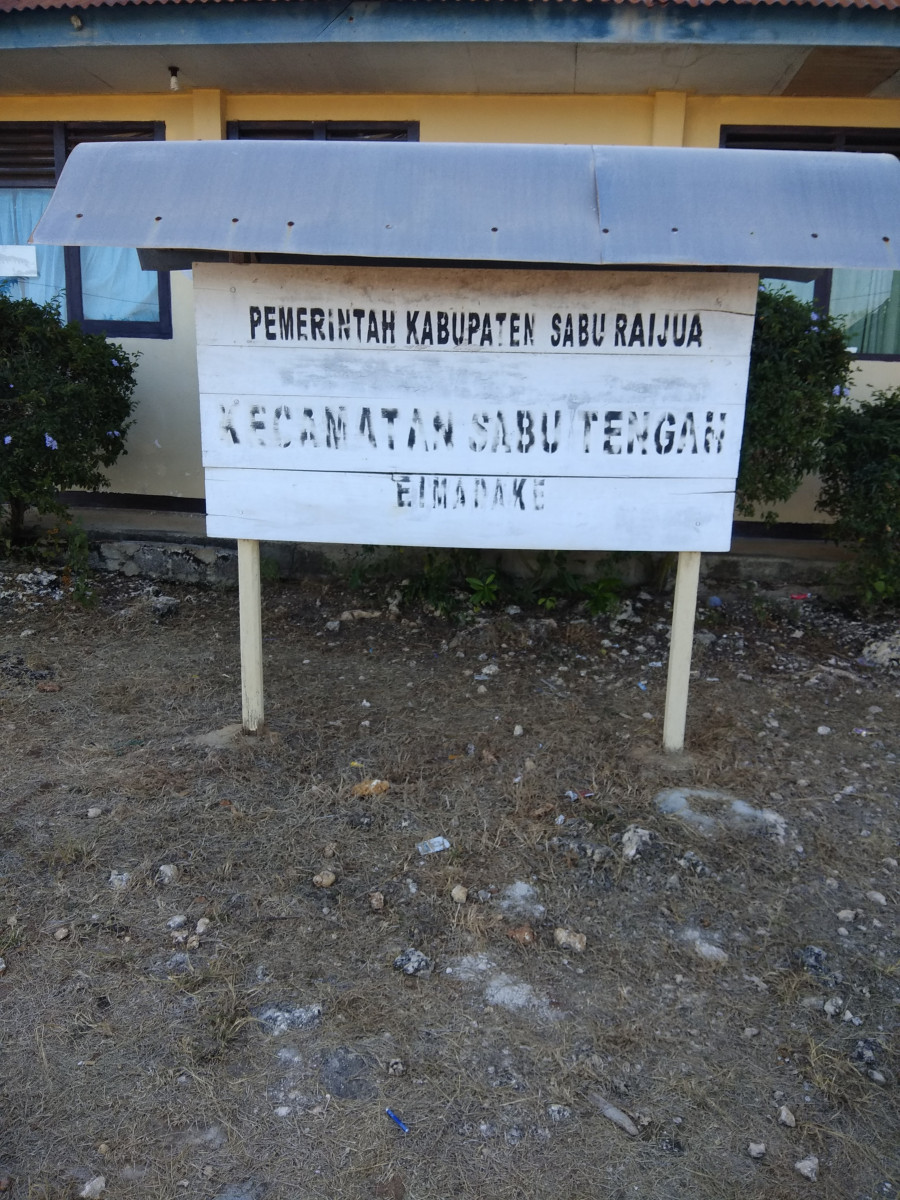 PEMERINTAH KABUPATEN SABU RAIJUA
KECAMATAN SABU TENGAH
EIMADAKE